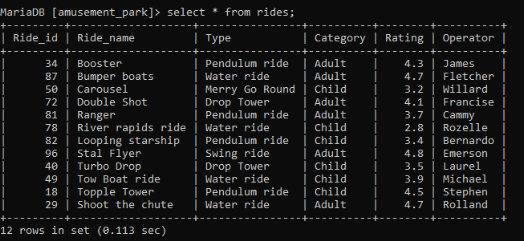 MariaDB [amusement_park]> select * from rides;
+---------+-------------------+----------------+----------+--------+----------+
| Ride_id | Ride_name | Type | Category | Rating | Operator |
+---------+-------------------+----------------+----------+--------+----------+
| 34 | Booster | Pendulum ride | Adult | 4.3 | James |
| 87 | Bumper boats | Water ride | Adult | 4.7 | Fletcher |
| 50 | Carousel | Merry Go Round | Child | 3.2 | Willard |
| 72 | Double Shot | Drop Tower | Adult | 4.1 | Francise |
| 81 | Ranger | Pendulum ride | Adult | 3.7 | Cammy |
| 78 | River rapids ride | Water ride | Child | 2.8 | Rozelle |
| 82 | Looping starship | Pendulum ride | Child | 3.4 | Bernardo |
| 96 | Stal Flyer | Swing ride | Adult | 4.8 | Emerson |
| 40 | Turbo Drop | Drop Tower | Child | 3.5 | Laurel |
| 49 | Tow Boat ride | Water ride | Child | 3.9 | Michael |
| 18 | Topple Tower | Pendulum ride | Child | 4.5 | Stephen |
| 29 | Shoot the chute | Water ride | Adult | 4.7 | Rolland |
+---------+-------------------+----------------+----------+--------+----------+
12 rows in set (0.113 sec)